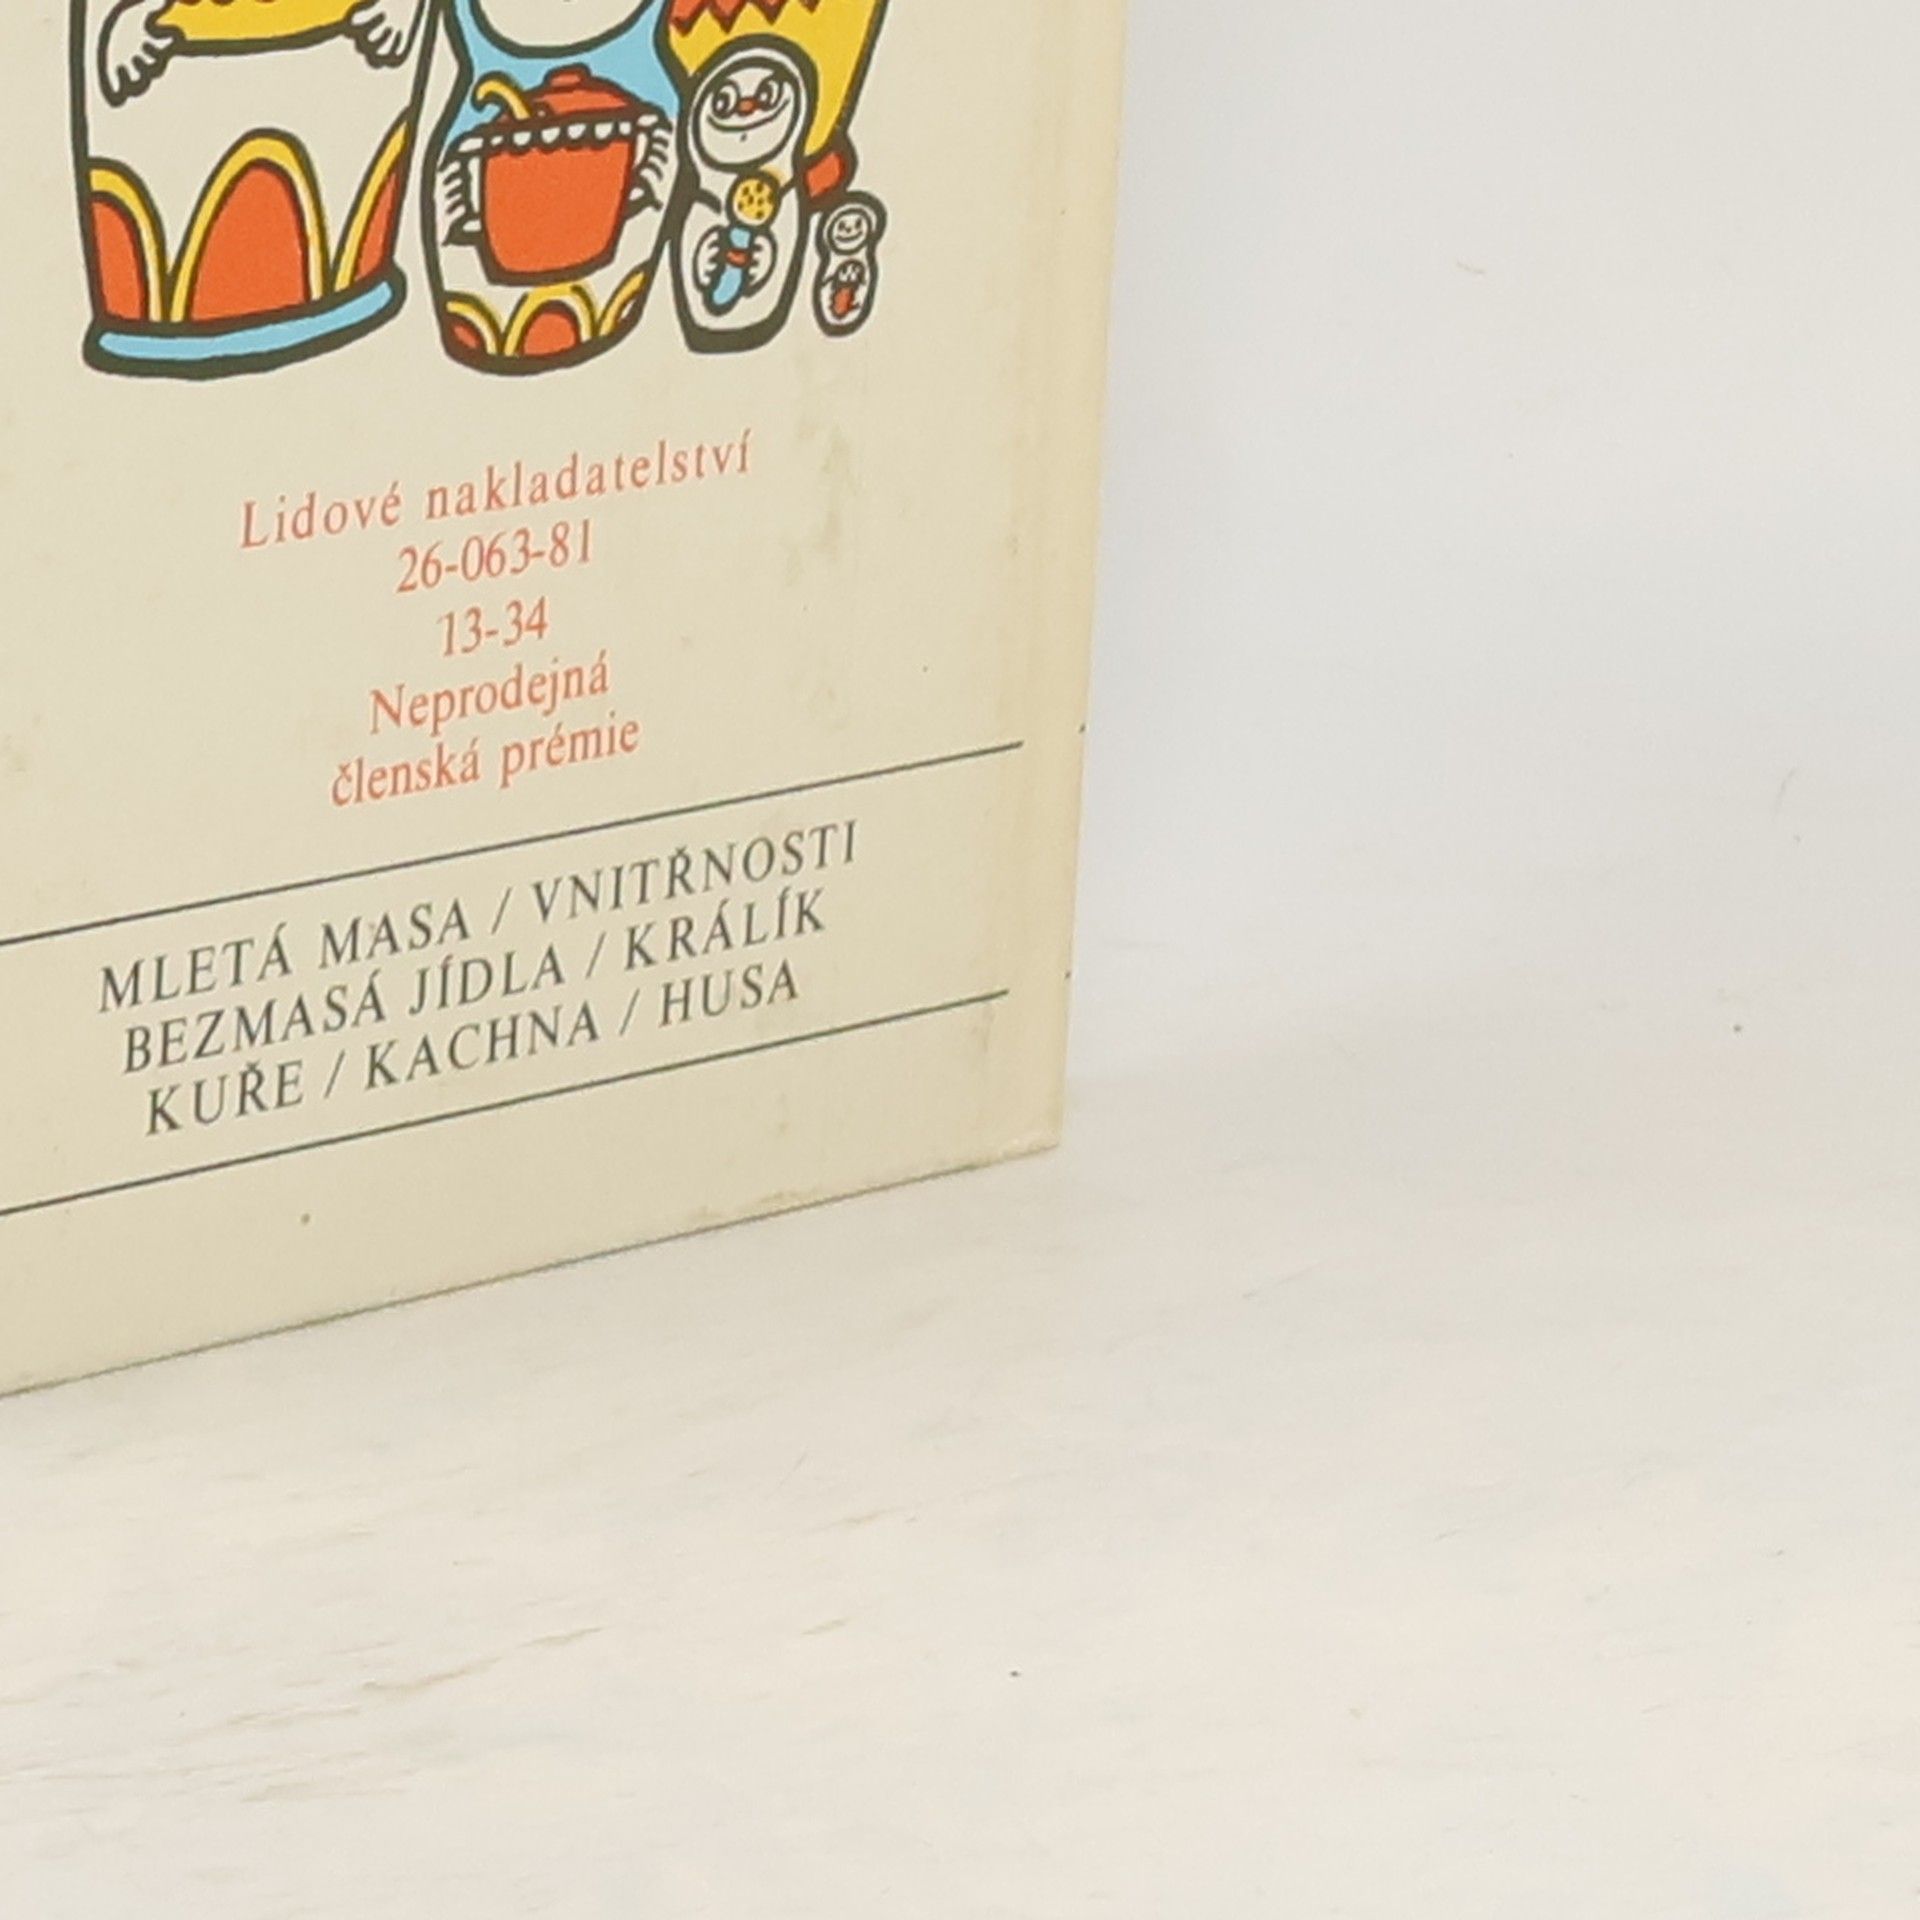 Lidové nakladatelství
26-063-81
13-34
Neprodejná
členská prémie
MLETÁ MASA / VNITŘNOSTI
BEZMASÁ JÍDLA / KRÁLÍK
KUŘE / KACHNA / HUSA